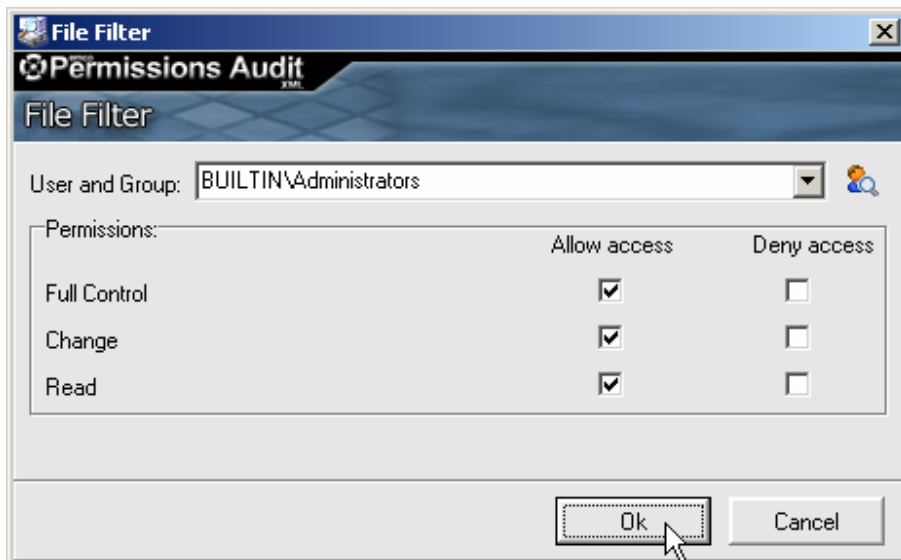 File Filter
Permissions Audit
XML
File Filter
User and Group: BUILTIN\Administrators
Permissions:
Allow access Deny access
Full Control
Change
Read
Ok Cancel